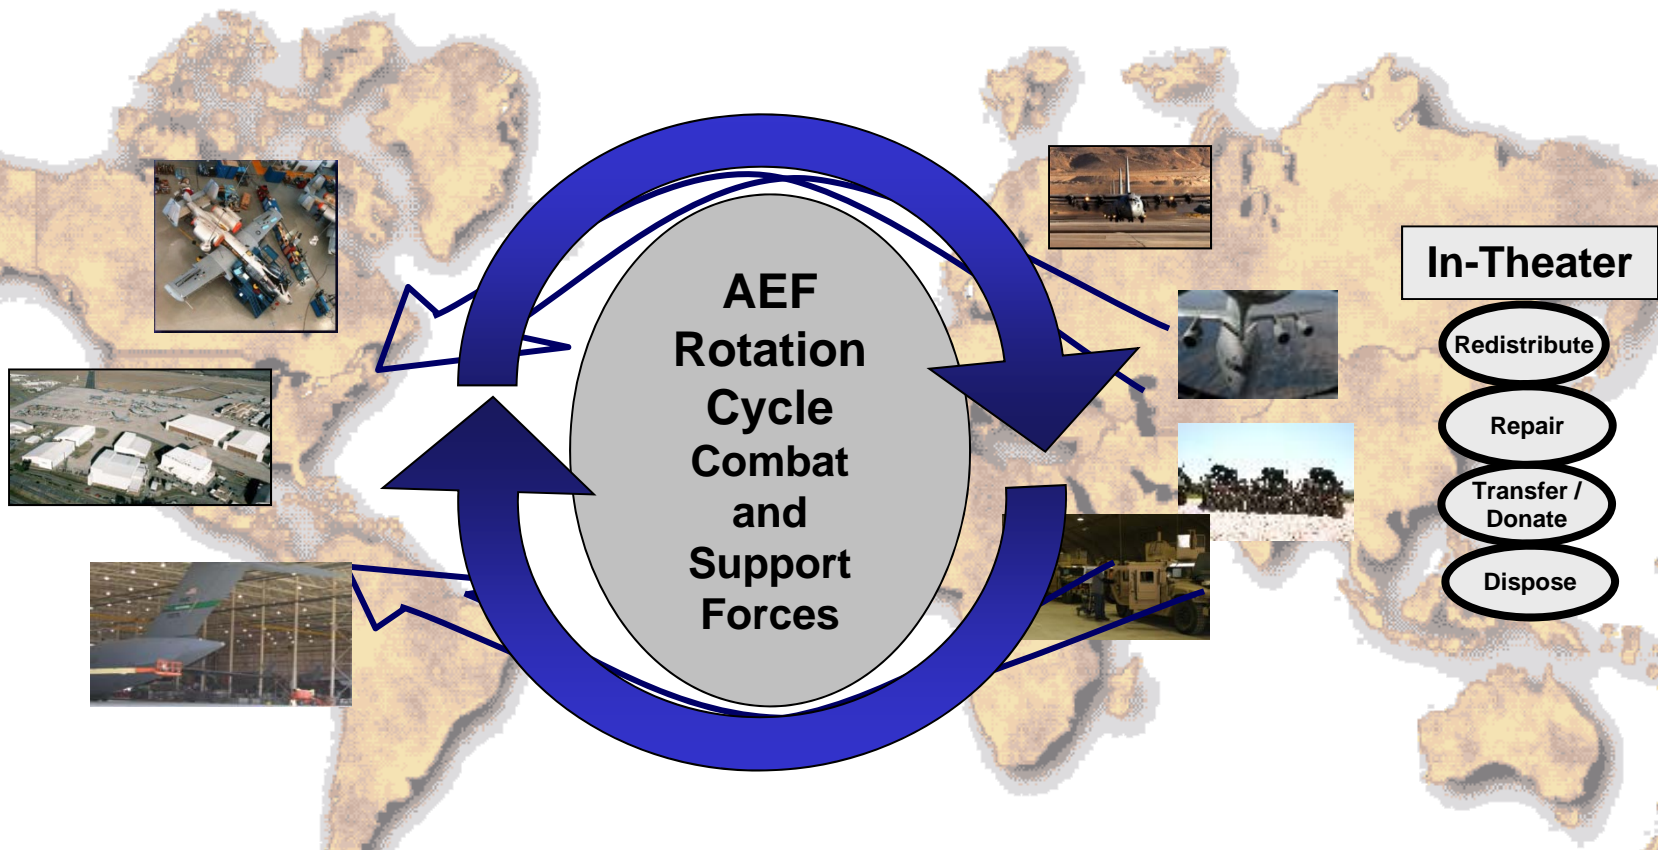 AEF
Rotation
Cycle
Combat
and
Support
Forces
In-Theater
Redistribute
Repair
Transfer /
Donate
Dispose